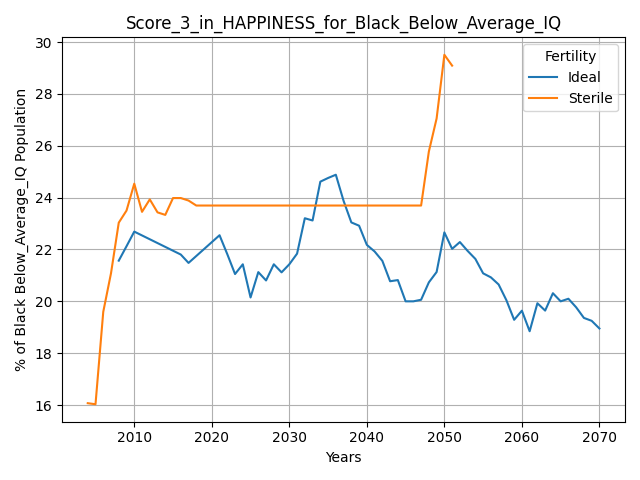 Score_3_in_HAPPINESS_for_Black_Below_Average_IQ
% of Black Below_Average_IQ Population
30
28
26
24
22
20
18
16
Fertility
Ideal
Sterile
2010 2020 2030 2040 2050 2060 2070
Years